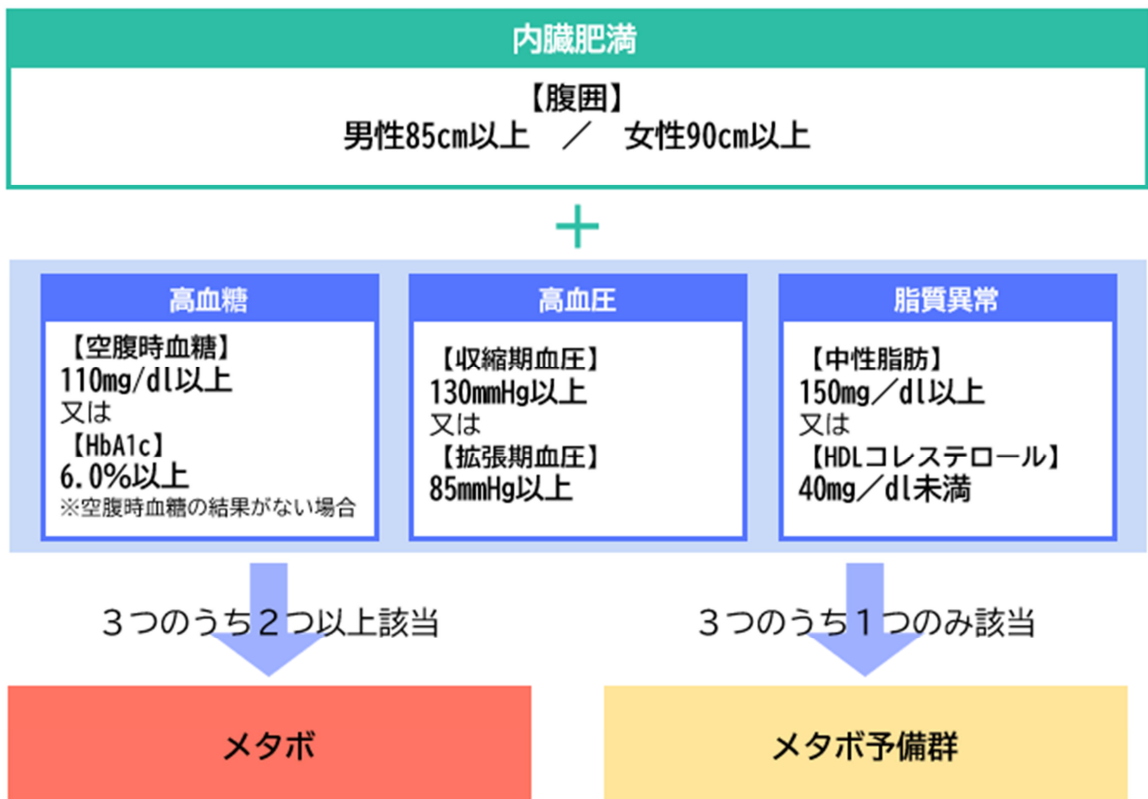 内臓肥満
【腹囲】
男性85cm以上　／　女性90cm以上
＋
高血糖
【空腹時血糖】
110mg/dl以上
又は
【HbA1c】
6.0%以上
※空腹時血糖の結果がない場合
高血圧
【収縮期血圧】
130mmHg以上
又は
【拡張期血圧】
85mmHg以上
脂質異常
【中性脂肪】
150mg／dl以上
又は
【HDLコレステロール】
40mg／dl未満
３つのうち２つ以上該当
３つのうち１つのみ該当
メタボ
メタボ予備群